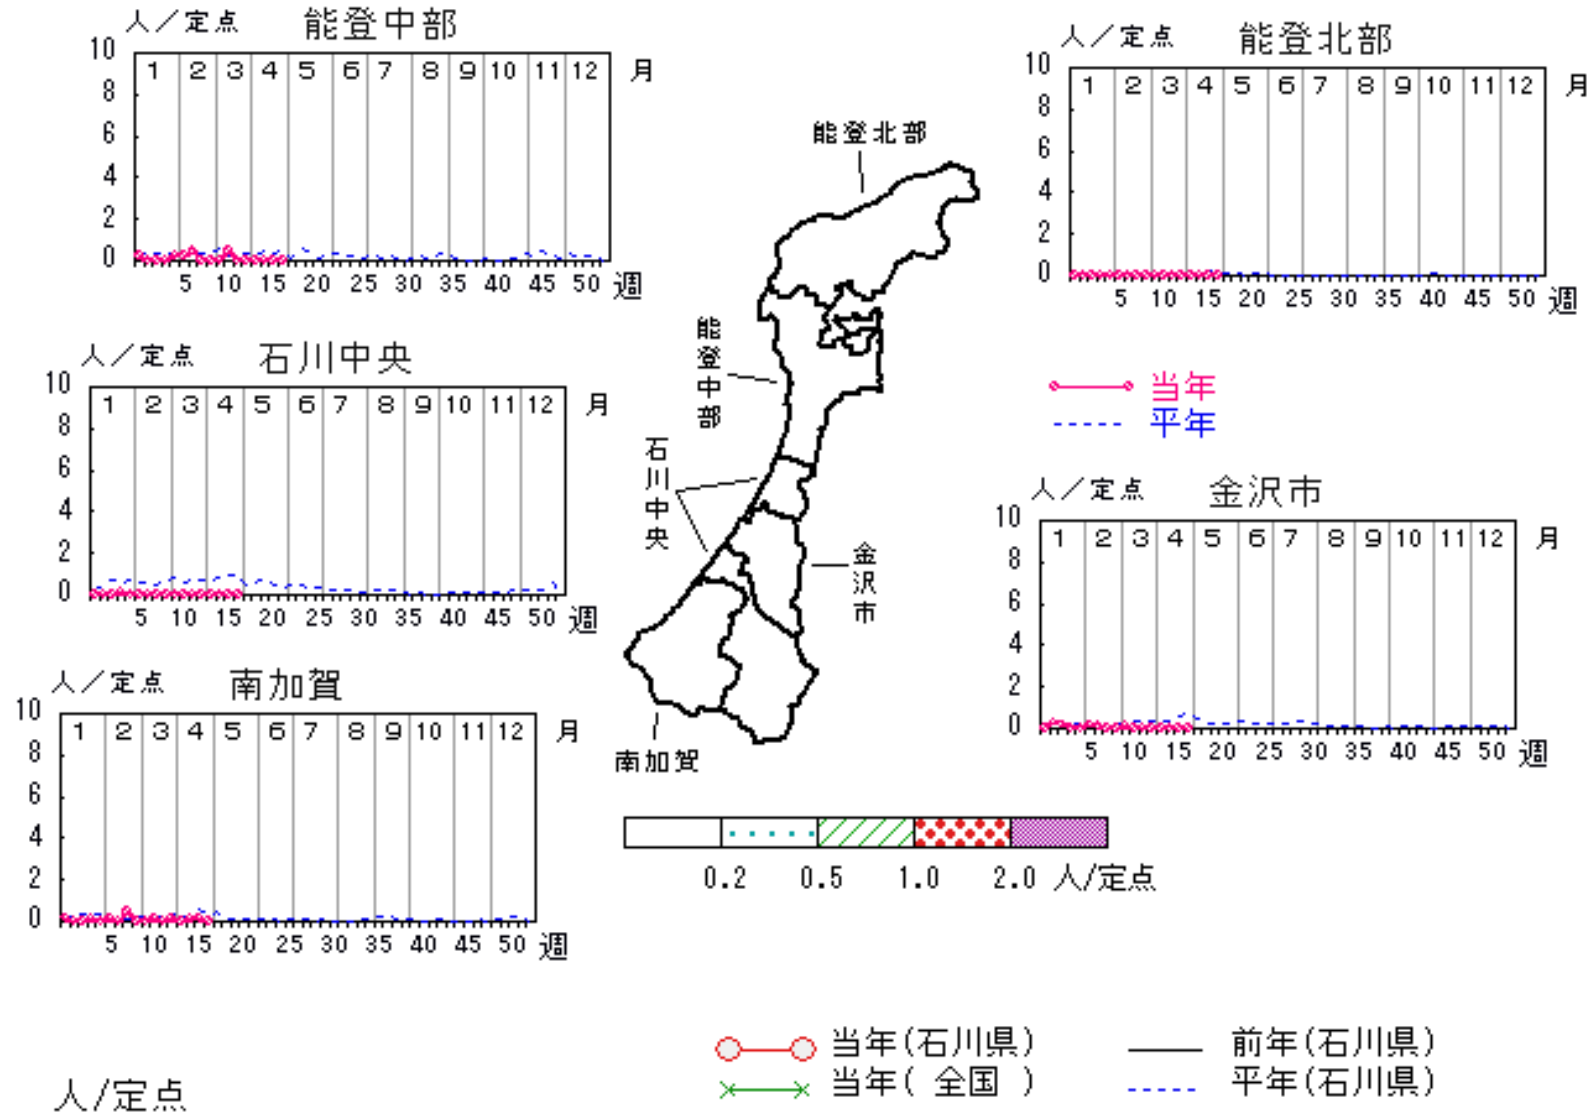 人／定点 能登中部
10 8 6 4 2 0
1 2 3 4 5 6 7 8 9 10 11 12 月
5 10 15 20 25 30 35 40 45 50 週
人／定点 能登北部
10 8 6 4 2 0
1 2 3 4 5 6 7 8 9 10 11 12 月
5 10 15 20 25 30 35 40 50 週
能登北部
能登中部
石川中央
金沢市
南加賀
人／定点 石川中央
10 8 6 4 2 0
1 2 3 4 5 6 7 8 9 10 11 12 月
5 10 15 20 25 30 35 40 45 50 週
当年
平年
人／定点 金沢市
10 8 6 4 2 0
1 2 3 4 5 6 7 8 9 10 11 12 月
5 10 15 20 25 30 35 40 45 50 週
人／定点 南加賀
10 8 6 4 2 0
1 2 3 4 5 6 7 8 9 10 11 12 月
5 10 15 20 25 30 35 40 45 50 週
0.2 0.5 1.0 2.0 人/定点
当年(石川県) 前年(石川県)
当年( 全国 ) 平年(石川県)
人/定点